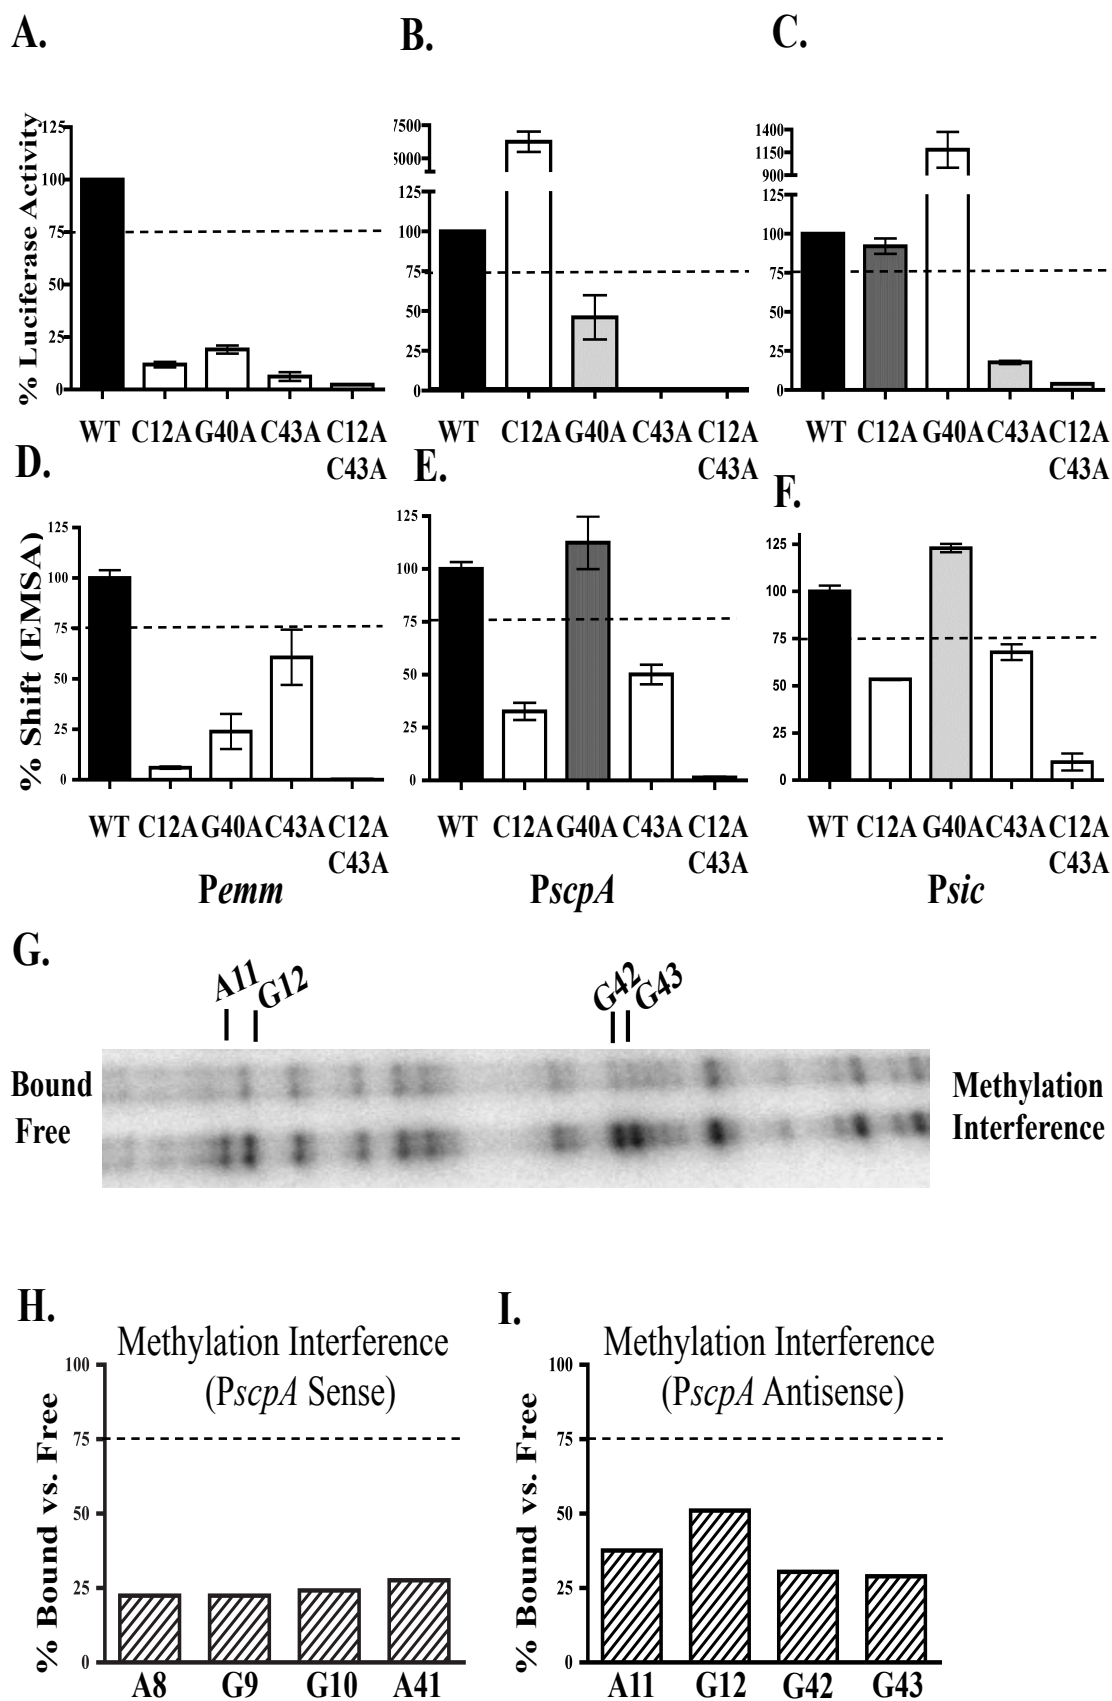 A.
B.
C.
% Luciferase Activity
125
100
75
50
25
0
7500
5000
125
100
75
50
25
0
1400
1150
900
125
100
75
50
25
0
WT C12A G40A C43A C12A
C43A
WT C12A G40A C43A C12A
C43A
WT C12A G40A C43A C12A
C43A
D.
E.
F.
% Shift (EMSA)
125
100
75
50
25
0
125
100
75
50
25
0
125
100
75
50
25
0
WT C12A G40A C43A C12A
C43A
WT C12A G40A C43A C12A
C43A
WT C12A G40A C43A C12A
C43A
Pemm
PscpA
Psic
G.
A11
G12
G42
G43
Bound
Free
Methylation
Interference
H.
Methylation Interference
(PscpA Sense)
% Bound vs. Free
100
75
50
25
0
A8 G9 G10 A41
I.
Methylation Interference
(PscpA Antisense)
% Bound vs. Free
100
75
50
25
0
A11 G12 G42 G43